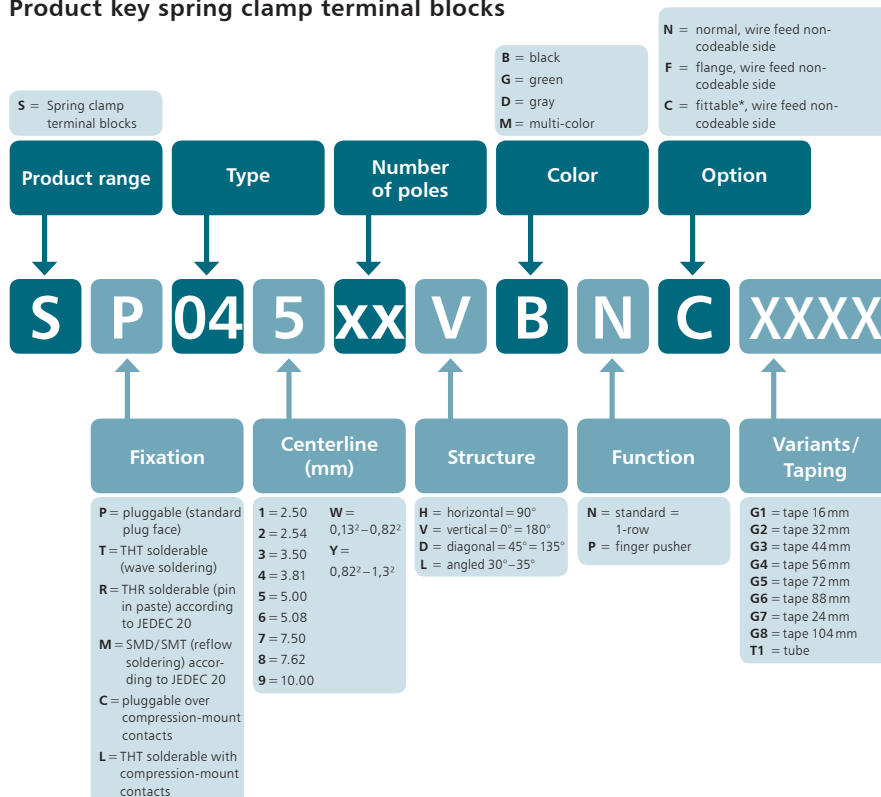 Product key spring clamp terminal blocks
S = Spring clamp
terminal blocks
B = black
G = green
D = gray
M = multi-color
N = normal, wire feed non-
codeable side
F = flange, wire feed non-
codeable side
C = fittable*, wire feed non-
codeable side
Product range
Type
Number
of poles
Color
Option
S P 04 5 xx V B N C XXXX
Fixation
Centerline
(mm)
Structure
Function
Variants/
Taping
P = pluggable (standard
plug face)
T = THT solderable
(wave soldering)
R = THR solderable (pin
in paste) according
to JEDEC 20
M = SMD/SMT (reflow
soldering) accor-
ding to JEDEC 20
C = pluggable over
compression-mount
contacts
L = THT solderable with
compression-mount
contacts
1 = 2.50
2 = 2.54
3 = 3.50
4 = 3.81
5 = 5.00
6 = 5.08
7 = 7.50
8 = 7.62
9 = 10.00
W =
0,13²–0,82²
Y =
0,82²–1,3²
H = horizontal = 90°
V = vertical = 0° = 180°
D = diagonal = 45° = 135°
L = angled 30°–35°
N = standard =
1-row
P = finger pusher
G1 = tape 16 mm
G2 = tape 32 mm
G3 = tape 44 mm
G4 = tape 56 mm
G5 = tape 72 mm
G6 = tape 88 mm
G7 = tape 24 mm
G8 = tape 104 mm
T1 = tube